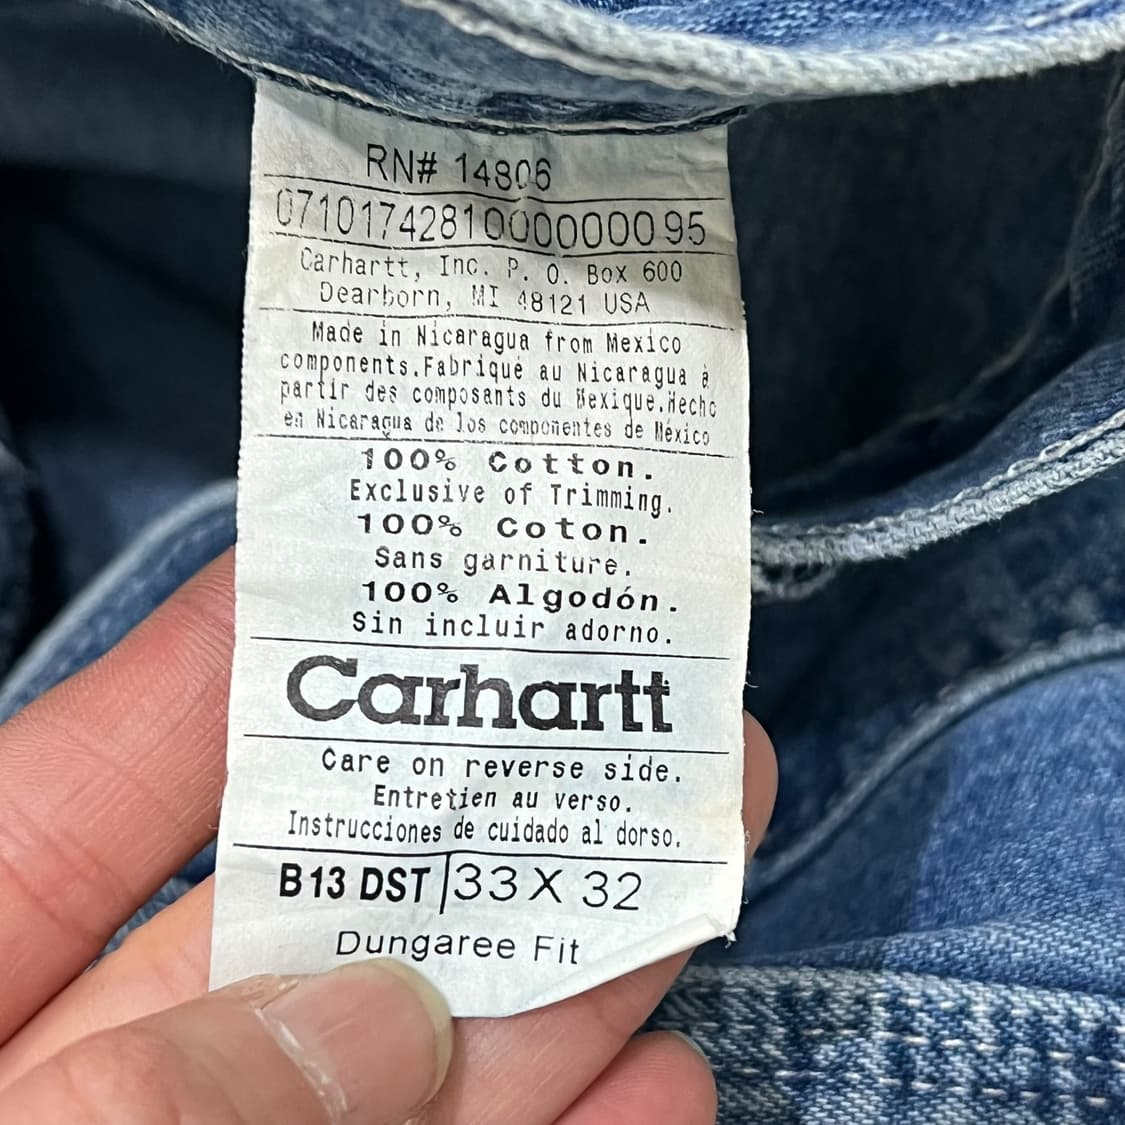 RN# 14806
07101742810000000095
Carhartt, Inc. P. O. Box 600
Dearborn, MI 48121 USA
Made in Nicaragua from Mexico
components.Fabriqué au Nicaragua à
partir des composants du Mexique.Hecho
en Nicaragua de los componentes de México
100% Cotton.
Exclusive of Trimming.
100% Coton.
Sans garniture.
100% Algodón.
Sin incluir adorno.
Carhartt
Care on reverse side.
Entretien au verso.
Instrucciones de cuidado al dorso.
B13 DST 33 X 32
Dungaree Fit